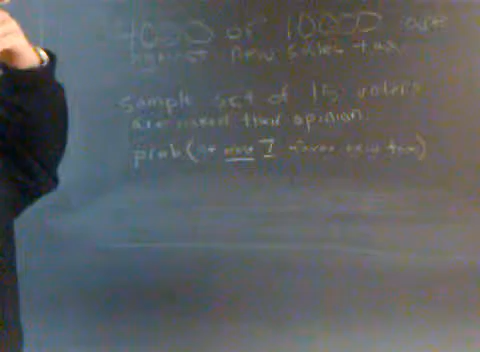 4000 of 10000 are
against new sales tax.
sample set of 15 voters
are asked their opinion.
prob(at most 7 favor new tax)